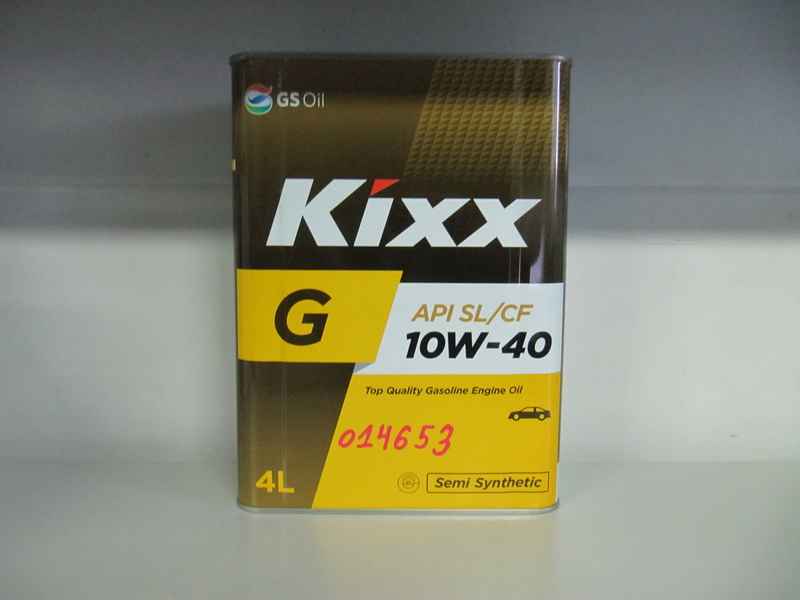 GS Oil
Kixx
G
API SL/CF
10W-40
Top Quality Gasoline Engine Oil
014653
4L
Semi Synthetic